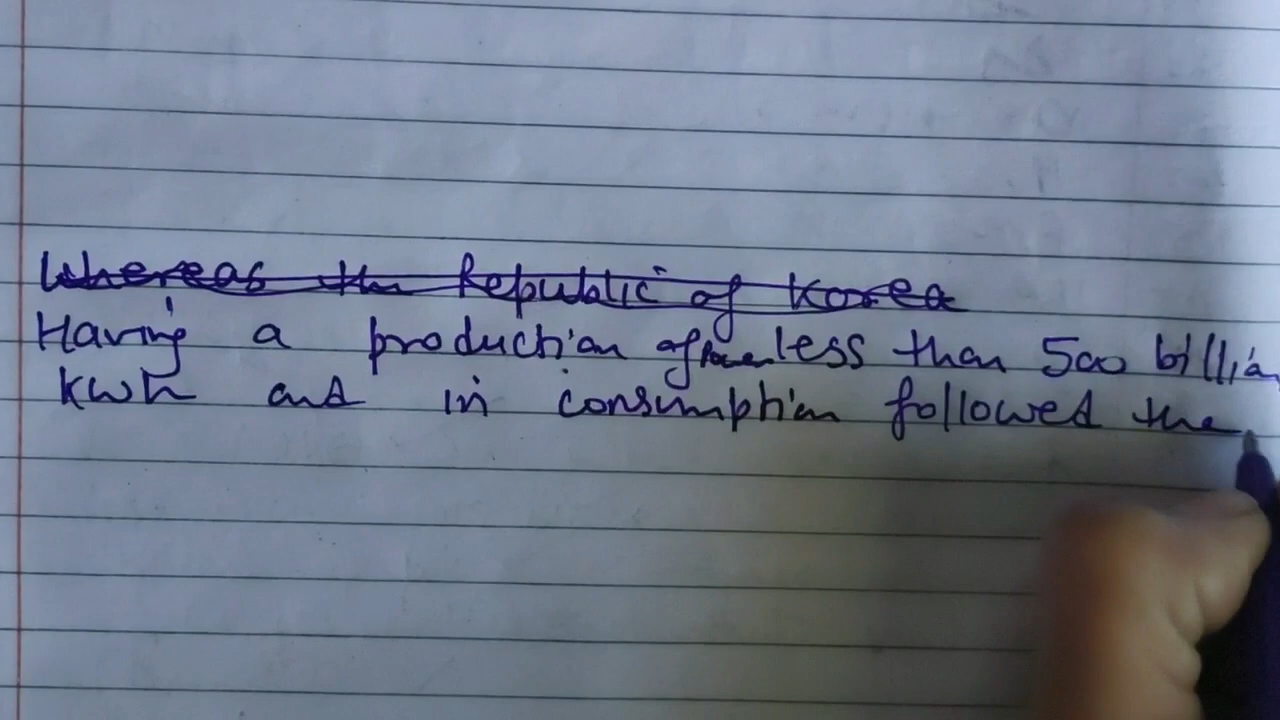 Whereas the Republic of Korea
Having a production of less than 500 billion
kwh and in consumption followed the